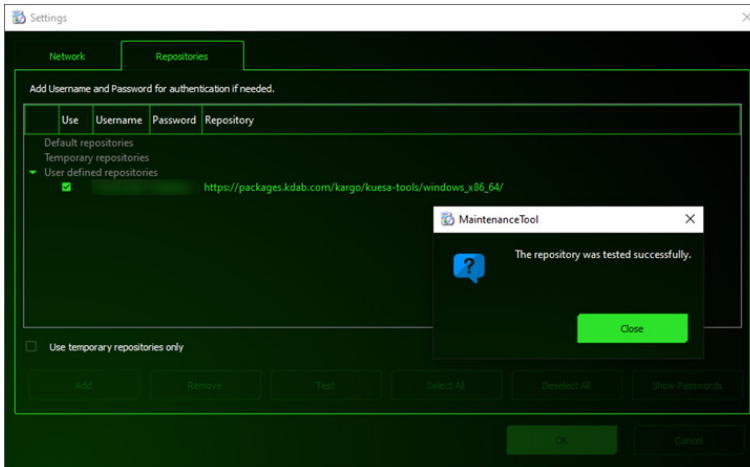 Settings
Network Repositories
Add Username and Password for authentication if needed.
Use Username Password Repository
Default repositories
Temporary repositories
User defined repositories
https://packages.kdab.com/kargo/kuesa-tools/windows_x86_64/
MaintenanceTool
The repository was tested successfully.
Close
Use temporary repositories only
Add Remove Test Select All Deselect All Show Passwords
OK Cancel